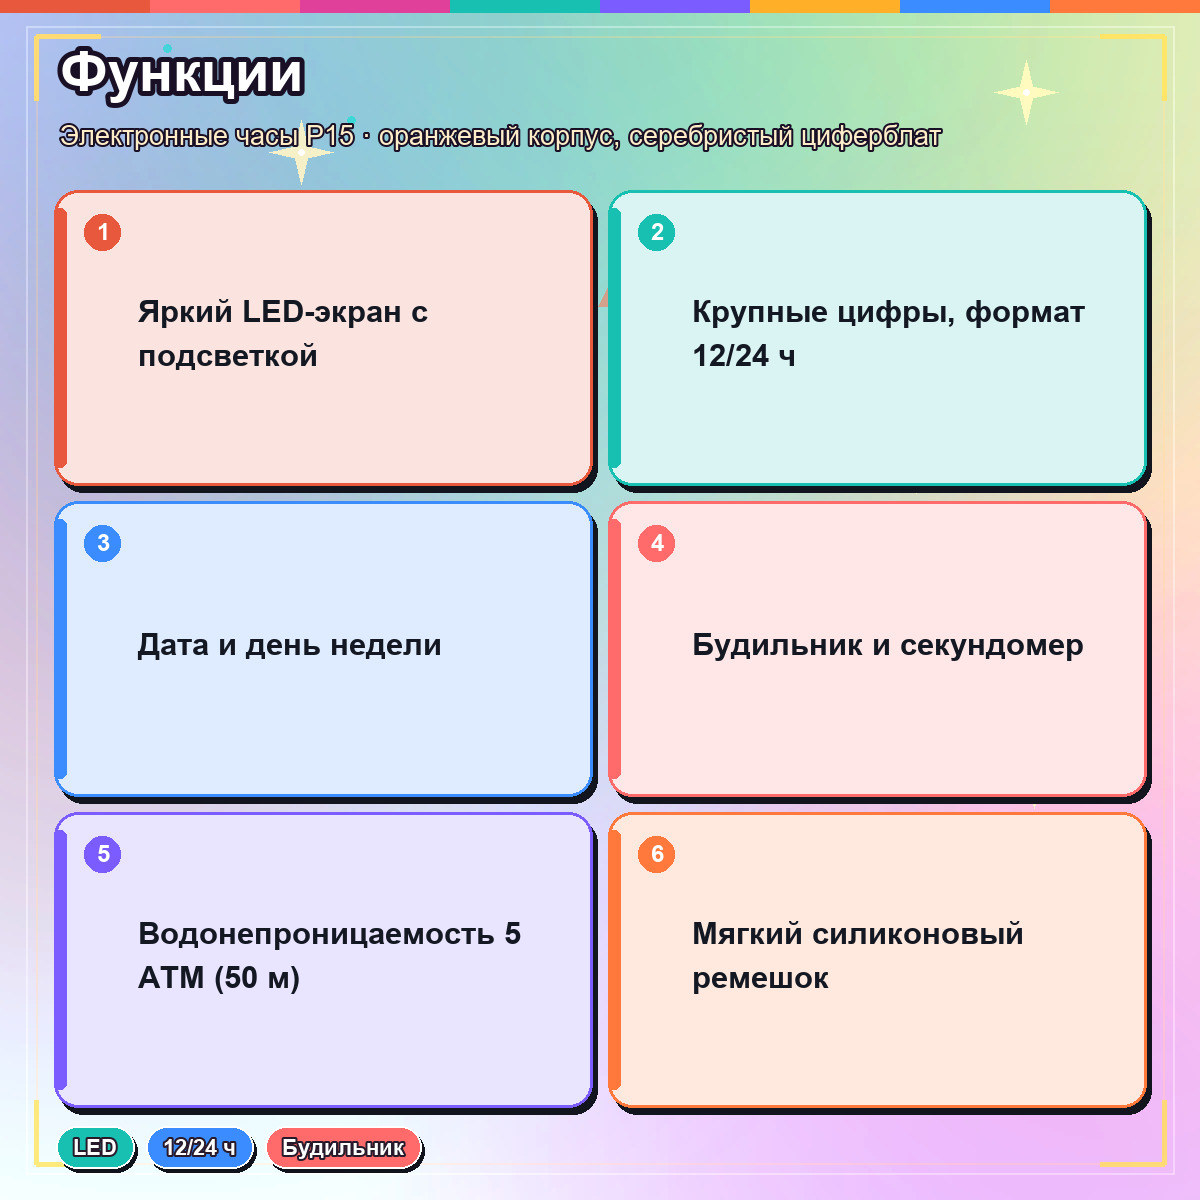 Функции
Электронные часы P15 · оранжевый корпус, серебристый циферблат
1
Яркий LED-экран с
подсветкой
2
Крупные цифры, формат
12/24 ч
3
Дата и день недели
4
Будильник и секундомер
5
Водонепроницаемость 5
ATM (50 м)
6
Мягкий силиконовый
ремешок
LED
12/24 ч
Будильник